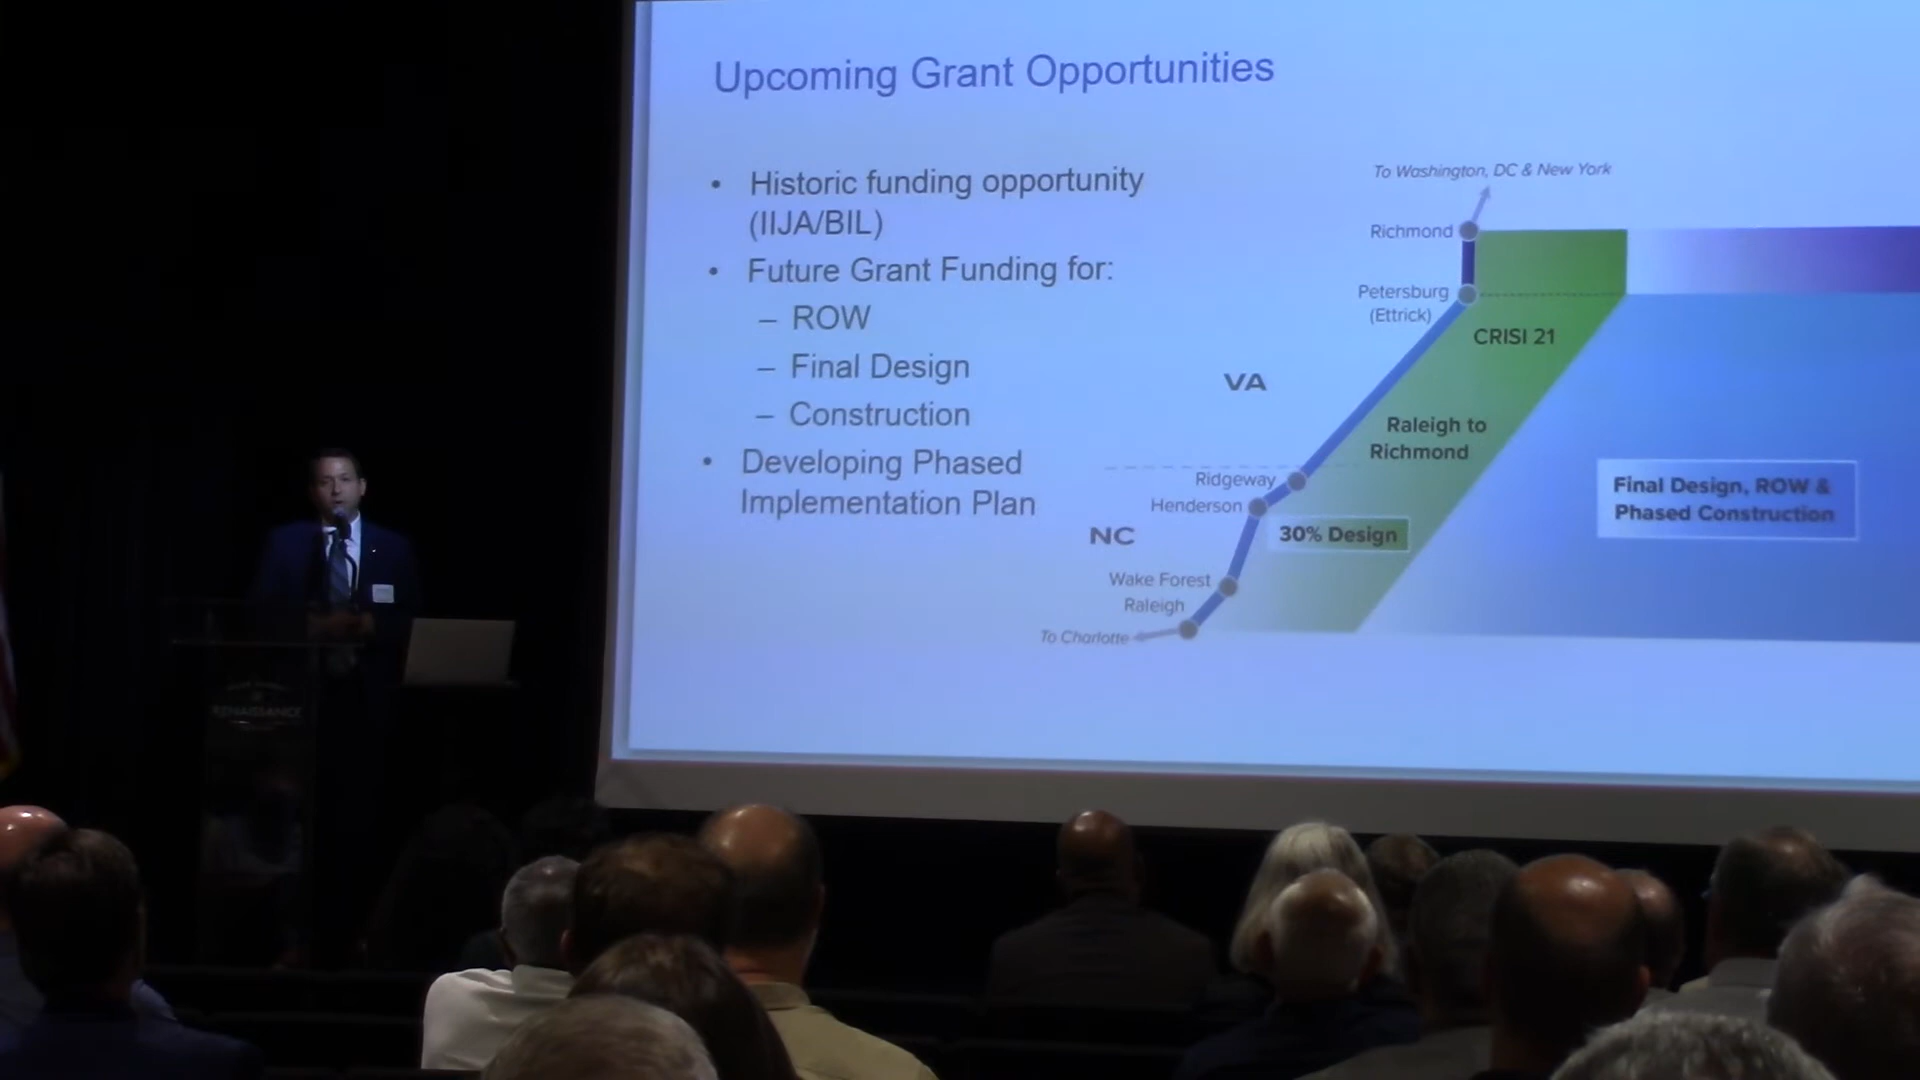 Upcoming Grant Opportunities
• Historic funding opportunity
(IIJA/BIL)
• Future Grant Funding for:
– ROW
– Final Design
– Construction
• Developing Phased
Implementation Plan
To Washington, DC & New York
Richmond
Petersburg
(Ettrick)
CRISI 21
VA
Raleigh to
Richmond
Ridgeway
Henderson
NC
30% Design
Final Design, ROW &
Phased Construction
Wake Forest
Raleigh
To Charlotte
RENAISSANCE